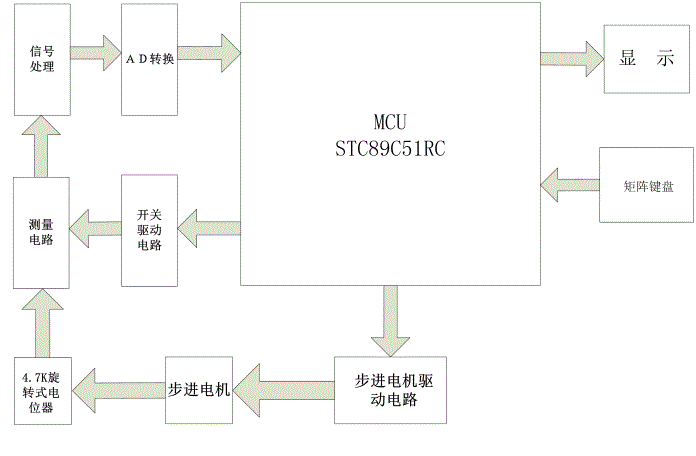 信号
处理
AD转换
MCU
STC89C51RC
显 示
矩阵键盘
测量
电路
开关
驱动
电路
4.7K旋
转式电
位器
步进电机
步进电机驱
动电路